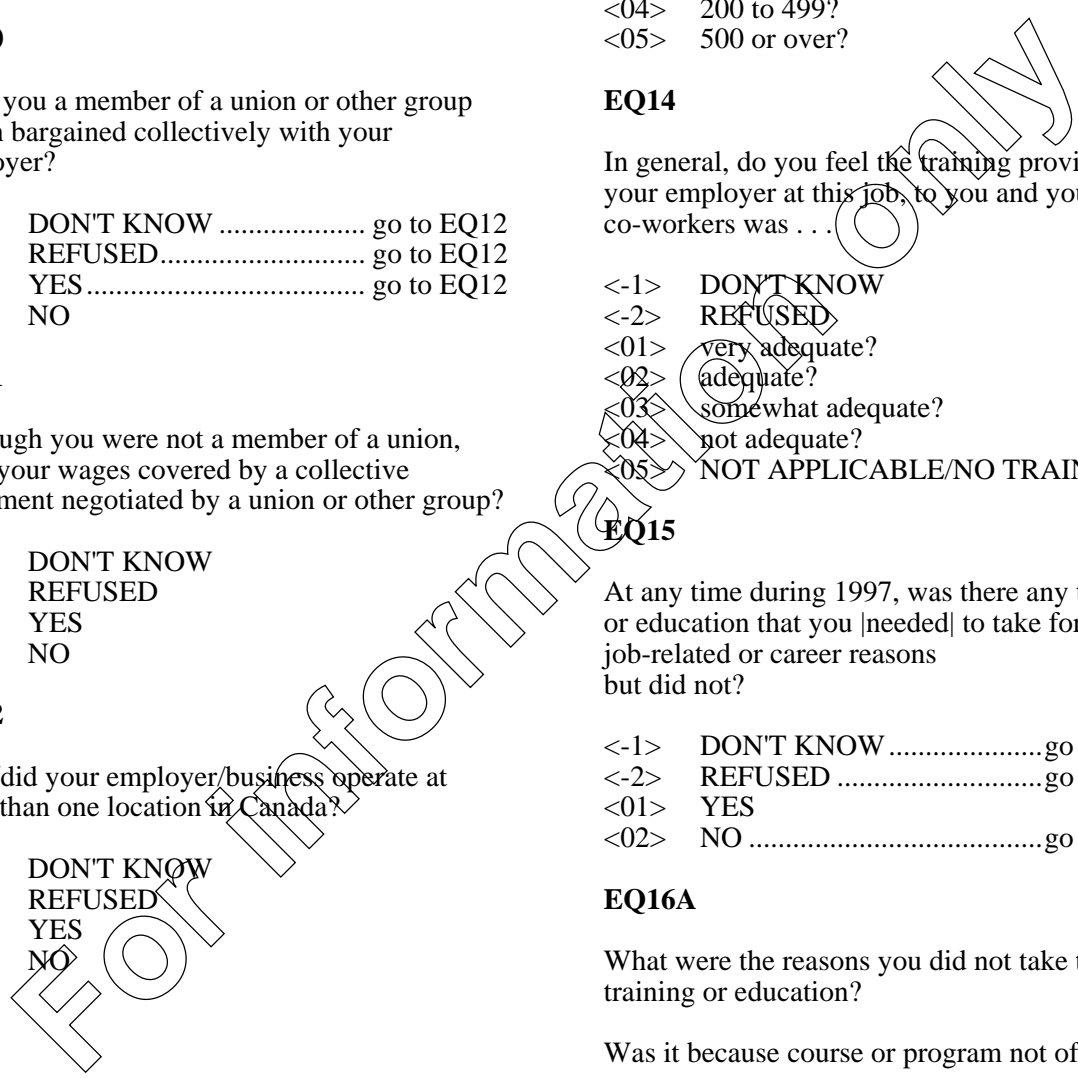 you a member of a union or other group
bargained collectively with your
DON'T KNOW .................... go to EQ12
REFUSED............................ go to EQ12
YES...................................... go to EQ12
NO
you were not a member of a union,
your wages covered by a collective
negotiated by a union or other group?
DON'T KNOW
REFUSED
YES
NO
did your employer/business operate at
than one location in Canada?
DON'T KNOW
REFUSED
YES
NO
<04> 200 to 499?
<05> 500 or over?
EQ14
In general, do you feel the training
your employer at this job, to you and
co-workers was . . .
<-1> DON'T KNOW
<-2> REFUSED
<01> very adequate?
<02> adequate?
<03> somewhat adequate?
<04> not adequate?
<05> NOT APPLICABLE/NO
EQ15
At any time during 1997, was there any
or education that you |needed| to take for
job-related or career reasons
but did not?
<-1> DON'T KNOW .....................go
<-2> REFUSED ............................go
<01> YES
<02> NO ........................................go
EQ16A
What were the reasons you did not take
training or education?
Was it because course or program not
For Information only